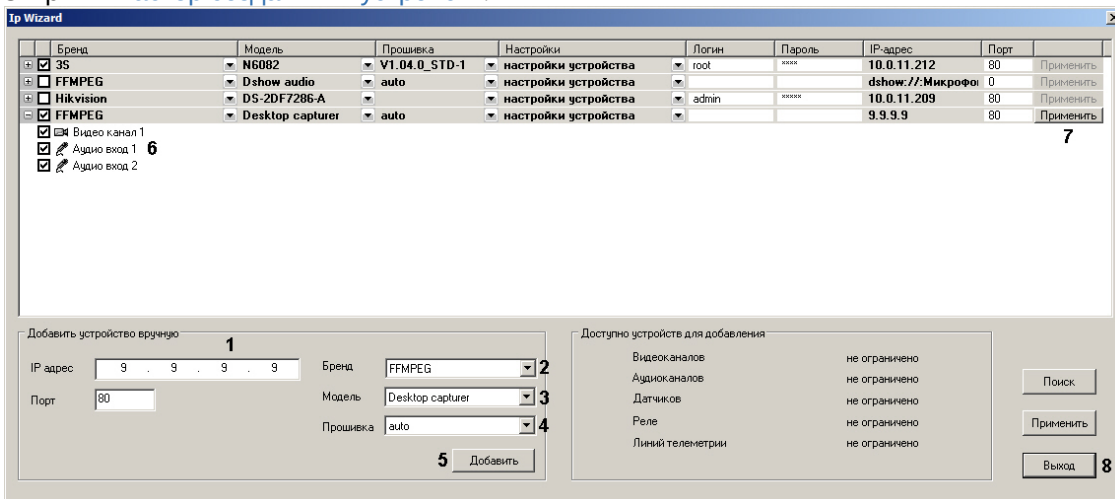 Ip Wizard
Бренд Модель Прошивка Настройки Логин Пароль IP-адрес Порт
3S N6082 V1.04.0_STD-1 настройки устройства root **** 10.0.11.212 80 Применить
FFMPEG Dshow audio auto настройки устройства dshow://:Микрофо 0 Применить
Hikvision DS-2DF7286-A настройки устройства admin ***** 10.0.11.209 80 Применить
FFMPEG Desktop capturer auto настройки устройства 9.9.9.9 80 Применить
Видео канал 1 7
Аудио вход 1 6
Аудио вход 2
Добавить устройство вручную 1
IP адрес 9 . 9 . 9 . 9
Порт 80
Бренд FFMPEG 2
Модель Desktop capturer 3
Прошивка auto 4
5 Добавить
Доступно устройств для добавления
Видеоканалов не ограничено
Аудиоканалов не ограничено
Датчиков не ограничено
Реле не ограничено
Линий телеметрии не ограничено
Поиск
Применить
Выход 8